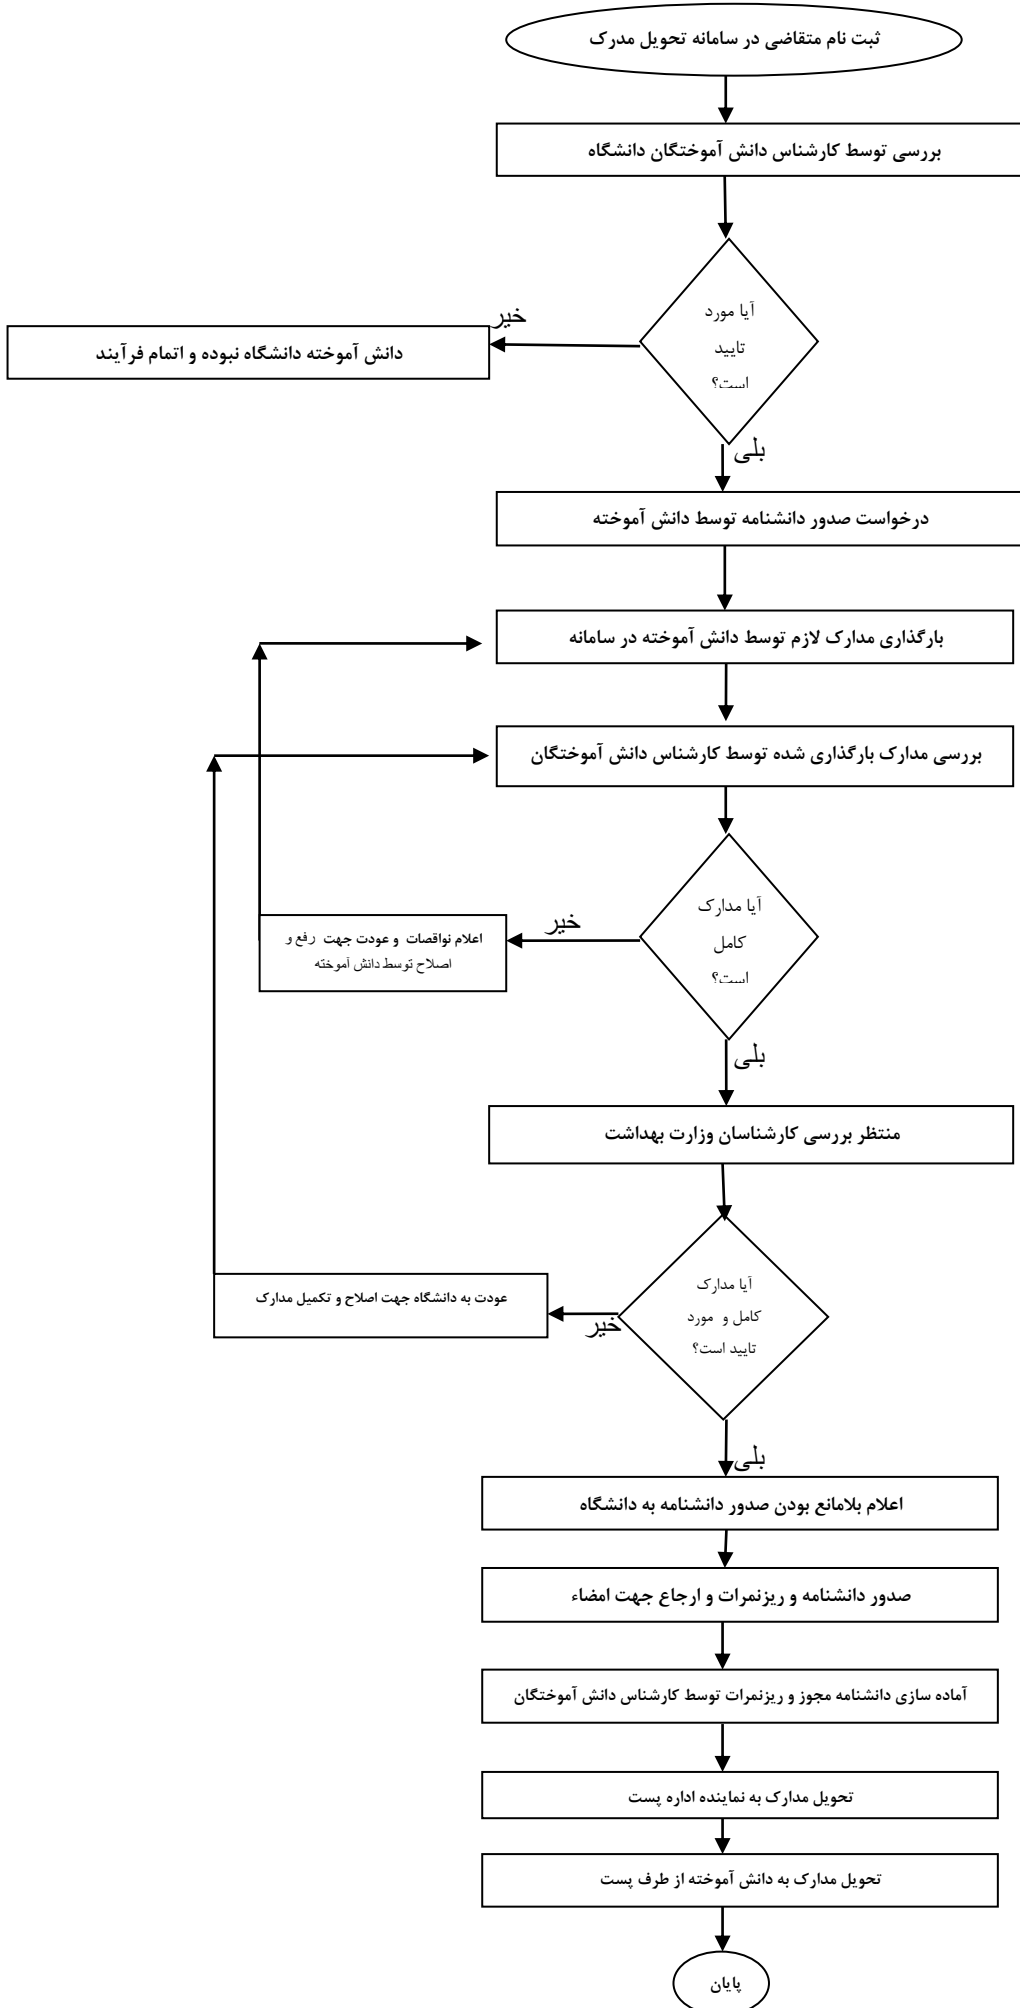 ثبت نام متقاضی در سامانه تحویل مدرک
بررسی توسط کارشناس دانش آموختگان دانشگاه
آیا مورد
تایید
است؟
خیر
دانش آموخته دانشگاه نبوده و اتمام فرآیند
بلی
درخواست صدور دانشنامه توسط دانش آموخته
بارگذاری مدارک لازم توسط دانش آموخته در سامانه
بررسی مدارک بارگذاری شده توسط کارشناس دانش آموختگان
آیا مدارک
کامل
است؟
خیر
اعلام نواقصات و عودت جهت رفع و
اصلاح توسط دانش آموخته
بلی
منتظر بررسی کارشناسان وزارت بهداشت
آیا مدارک
کامل و مورد
تایید است؟
خیر
عودت به دانشگاه جهت اصلاح و تکمیل مدارک
بلی
اعلام بلامانع بودن صدور دانشنامه به دانشگاه
صدور دانشنامه و ریزنمرات و ارجاع جهت امضاء
آماده سازی دانشنامه مجوز و ریزنمرات توسط کارشناس دانش آموختگان
تحویل مدارک به نماینده اداره پست
تحویل مدارک به دانش آموخته از طرف پست
پایان